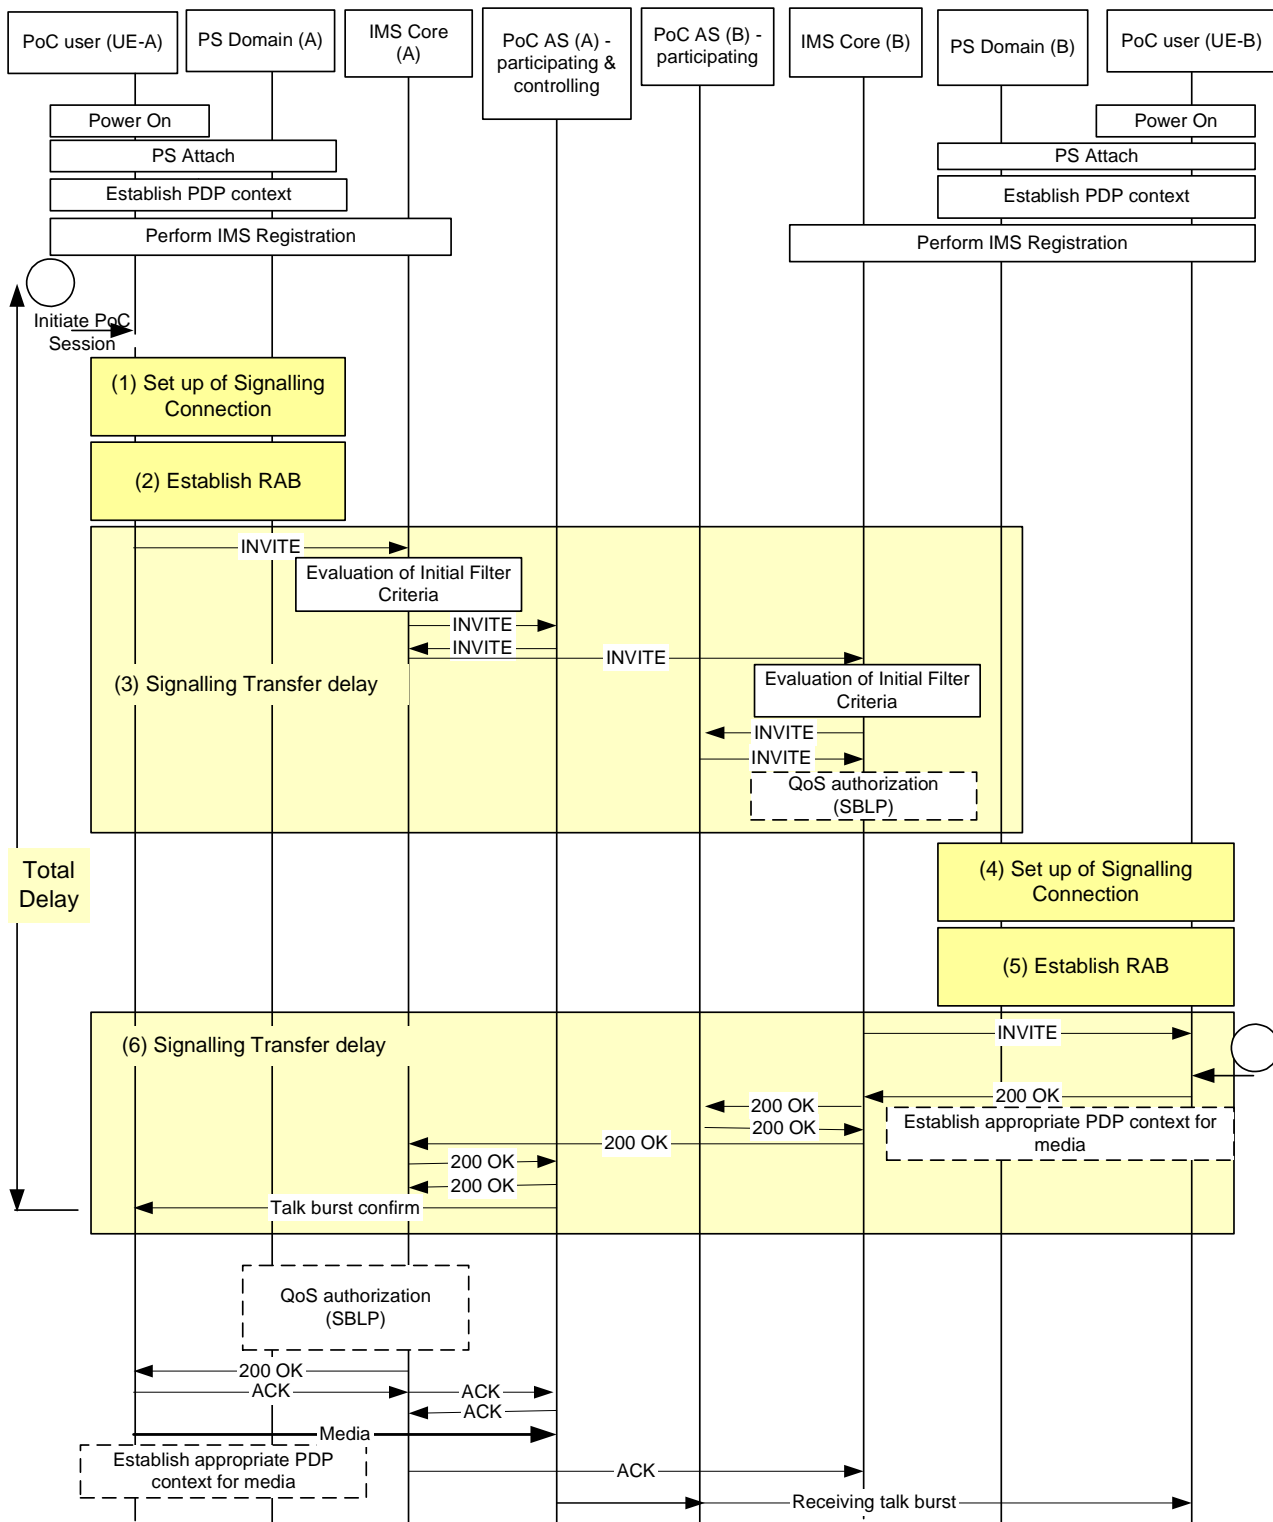 PoC user (UE-A)
PS Domain (A)
IMS Core
(A)
PoC AS (A) -
participating &
controlling
PoC AS (B) -
participating
IMS Core (B)
PS Domain (B)
PoC user (UE-B)
Power On
Power On
PS Attach
PS Attach
Establish PDP context
Establish PDP context
Perform IMS Registration
Perform IMS Registration
Initiate PoC
Session
(1) Set up of Signalling
Connection
(2) Establish RAB
INVITE
Evaluation of Initial Filter
Criteria
INVITE
INVITE
INVITE
(3) Signalling Transfer delay
Evaluation of Initial Filter
Criteria
INVITE
INVITE
QoS authorization
(SBLP)
Total
Delay
(4) Set up of Signalling
Connection
(5) Establish RAB
(6) Signalling Transfer delay
INVITE
200 OK
200 OK
200 OK
Establish appropriate PDP context for
media
200 OK
200 OK
200 OK
Talk burst confirm
QoS authorization
(SBLP)
200 OK
ACK
ACK
ACK
Media
Establish appropriate PDP
context for media
ACK
Receiving talk burst